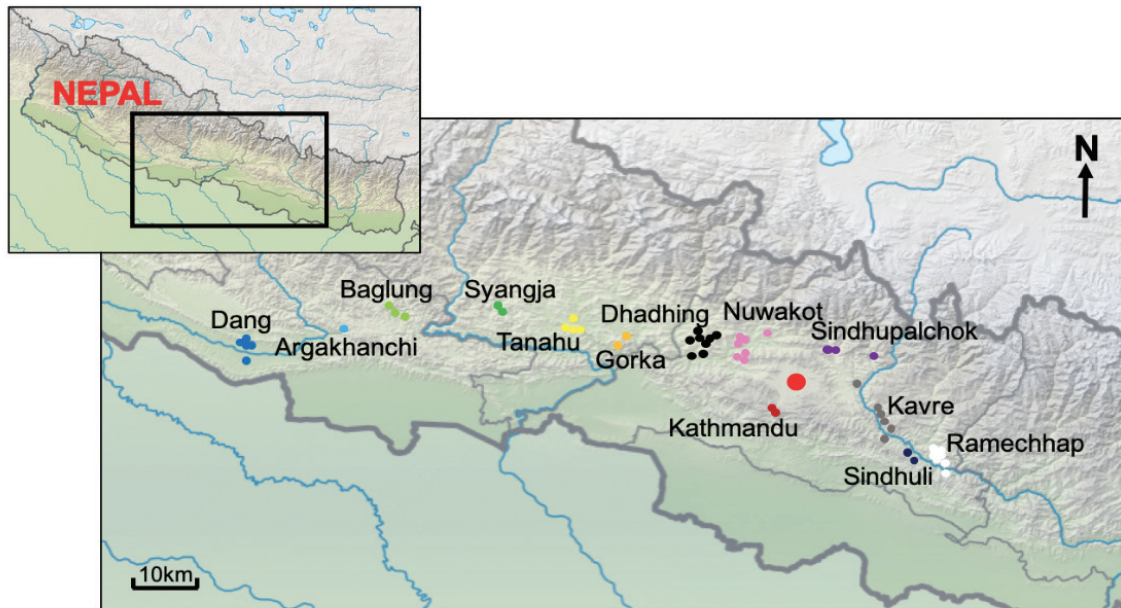 NEPAL
N
Baglung
Syangja
Dang
Dhadhing
Nuwakot
Argakhanchi
Tanahu
Sindhupalchok
Gorka
Kavre
Kathmandu
Ramechhap
Sindhuli
10km